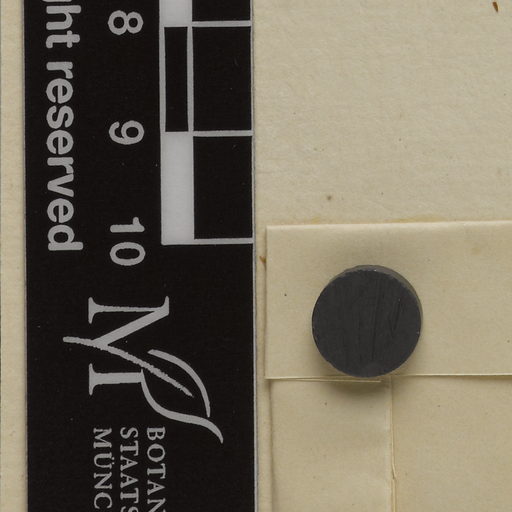 ght reserved
8
9
10
M
BOTAN
STAATS
MÜNC